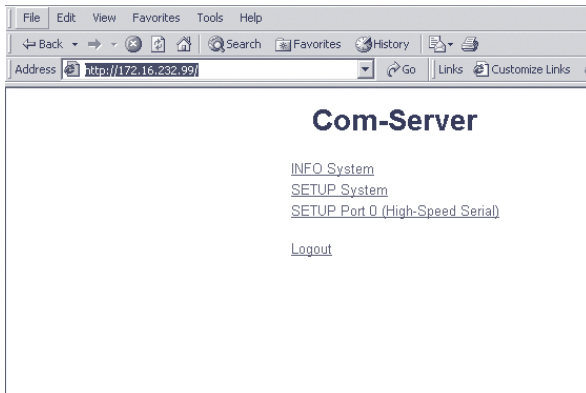 File Edit View Favorites Tools Help
Back Search Favorites History
Address http://172.16.232.99/ Go Links Customize Links
Com-Server
INFO System
SETUP System
SETUP Port 0 (High-Speed Serial)
Logout